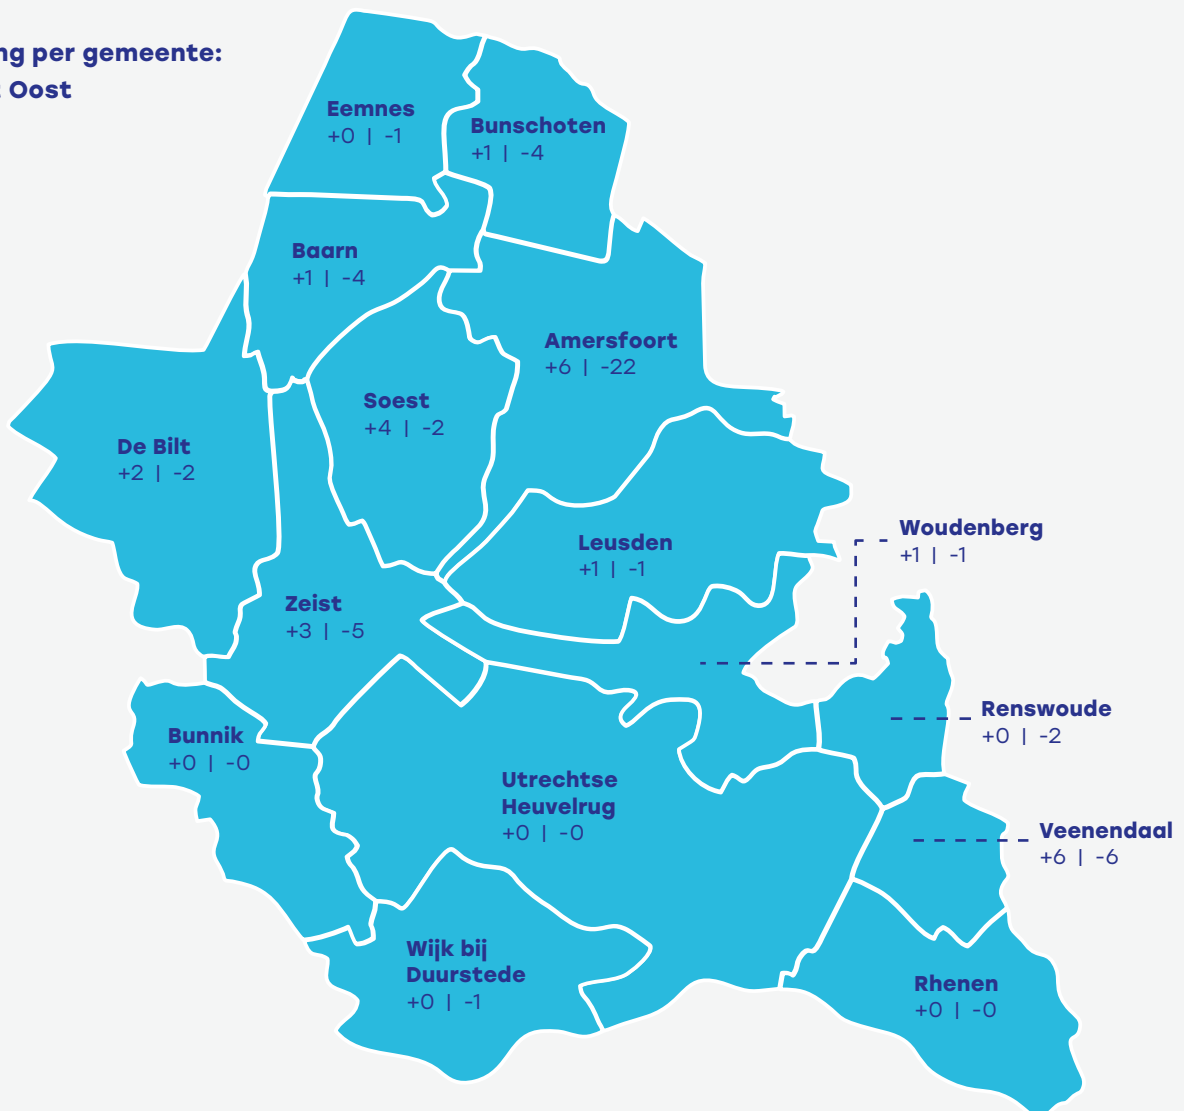 per gemeente:
Oost
Eemnes
+0 | -1
Bunschoten
+1 | -4
Baarn
+1 | -4
Amersfoort
+6 | -22
Soest
+4 | -2
De Bilt
+2 | -2
Woudenberg
+1 | -1
Leusden
+1 | -1
Zeist
+3 | -5
Renswoude
+0 | -2
Bunnik
+0 | -0
Utrechtse
Heuvelrug
+0 | -0
Veenendaal
+6 | -6
Wijk bij
Duurstede
+0 | -1
Rhenen
+0 | -0